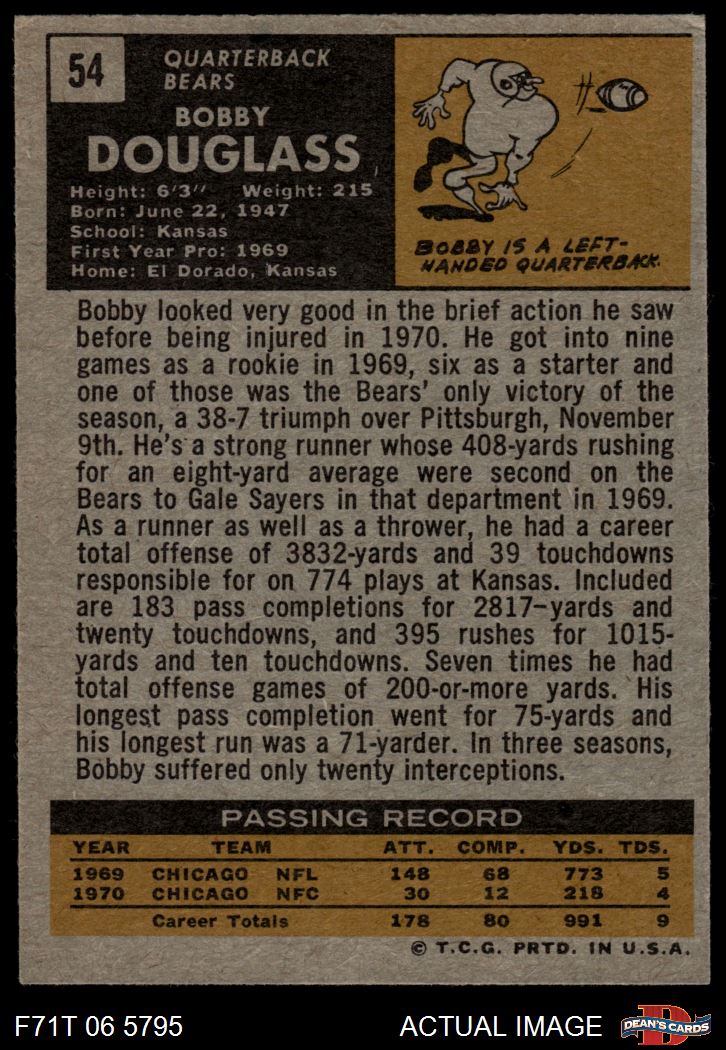 54
QUARTERBACK
BEARS
BOBBY
DOUGLASS
Height: 6'3" Weight: 215
Born: June 22, 1947
School: Kansas
First Year Pro: 1969
Home: El Dorado, Kansas
BOBBY IS A LEFT-
HANDED QUARTERBACK.
Bobby looked very good in the brief action he saw
before being injured in 1970. He got into nine
games as a rookie in 1969, six as a starter and
one of those was the Bears' only victory of the
season, a 38-7 triumph over Pittsburgh, November
9th. He's a strong runner whose 408-yards rushing
for an eight-yard average were second on the
Bears to Gale Sayers in that department in 1969.
As a runner as well as a thrower, he had a career
total offense of 3832-yards and 39 touchdowns
responsible for on 774 plays at Kansas. Included
are 183 pass completions for 2817-yards and
twenty touchdowns, and 395 rushes for 1015-
yards and ten touchdowns. Seven times he had
total offense games of 200-or-more yards. His
longest pass completion went for 75-yards and
his longest run was a 71-yarder. In three seasons,
Bobby suffered only twenty interceptions.
PASSING RECORD
YEAR TEAM ATT. COMP. YDS. TDS.
1969 CHICAGO NFL 148 68 773 5
1970 CHICAGO NFC 30 12 218 4
Career Totals 178 80 991 9
© T.C.G. PRTD. IN U.S.A.
F71T 06 5795
ACTUAL IMAGE
D
DEAN'S CARDS